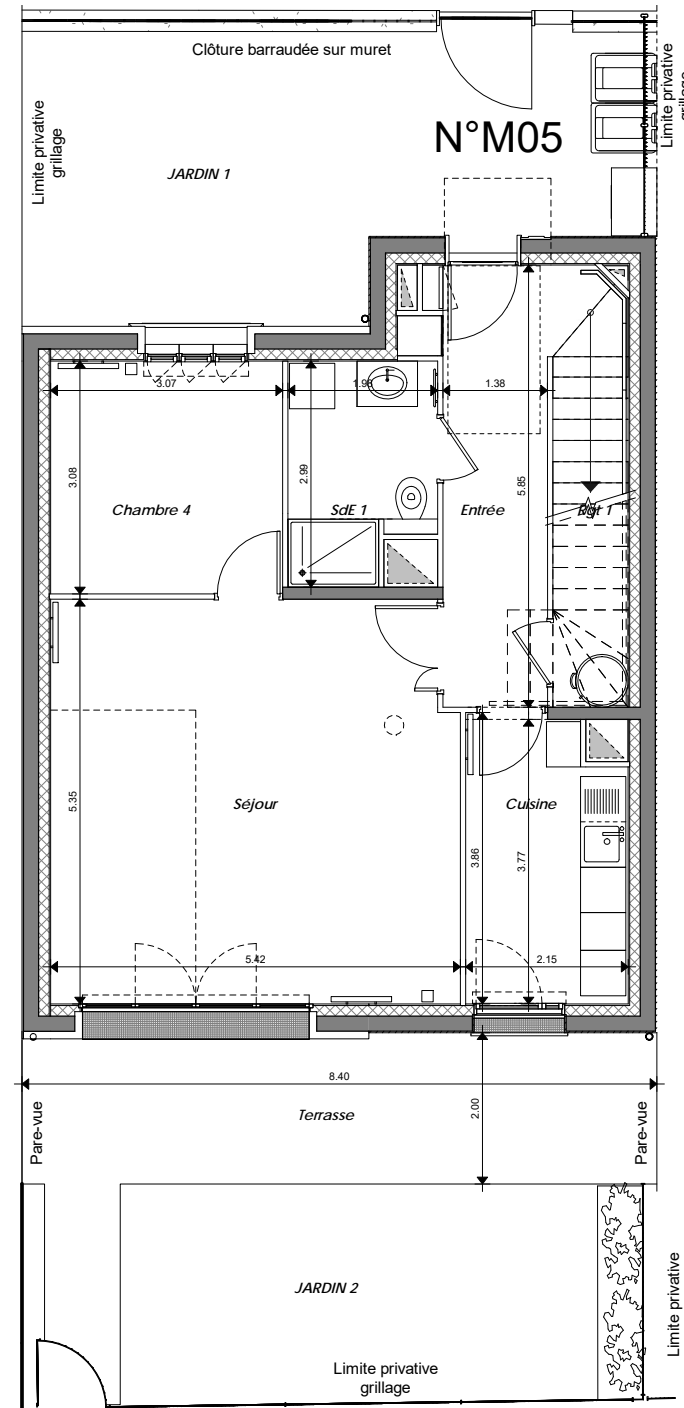 Clôture barraudée sur muret
Limite privative
grillage
Limite privative
grillage
N°M05
JARDIN 1
3.07
1.96
1.38
3.08
2.99
5.85
Chambre 4
SdE 1
Entrée
Rgt 1
5.35
Séjour
Cuisine
3.86
3.77
5.42
2.15
8.40
2.00
Terrasse
Pare-vue
Pare-vue
JARDIN 2
Limite privative
Limite privative
grillage